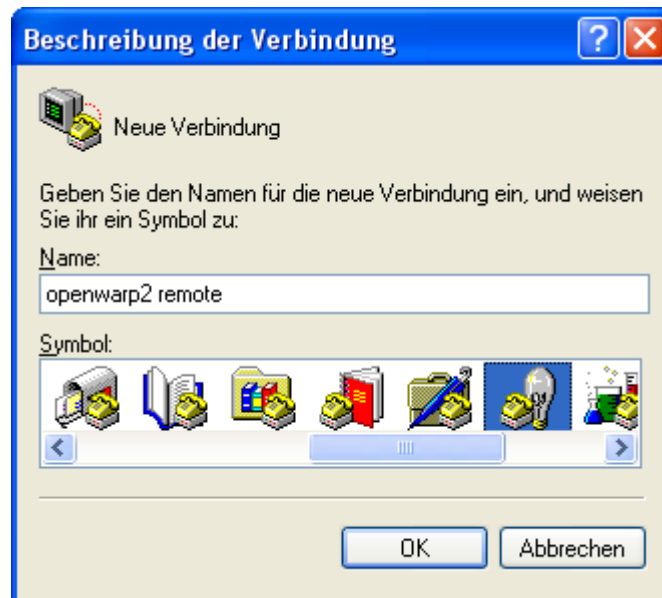 Beschreibung der Verbindung
Neue Verbindung
Geben Sie den Namen für die neue Verbindung ein, und weisen
Sie ihr ein Symbol zu:
Name:
openwarp2 remote
Symbol:
OK Abbrechen